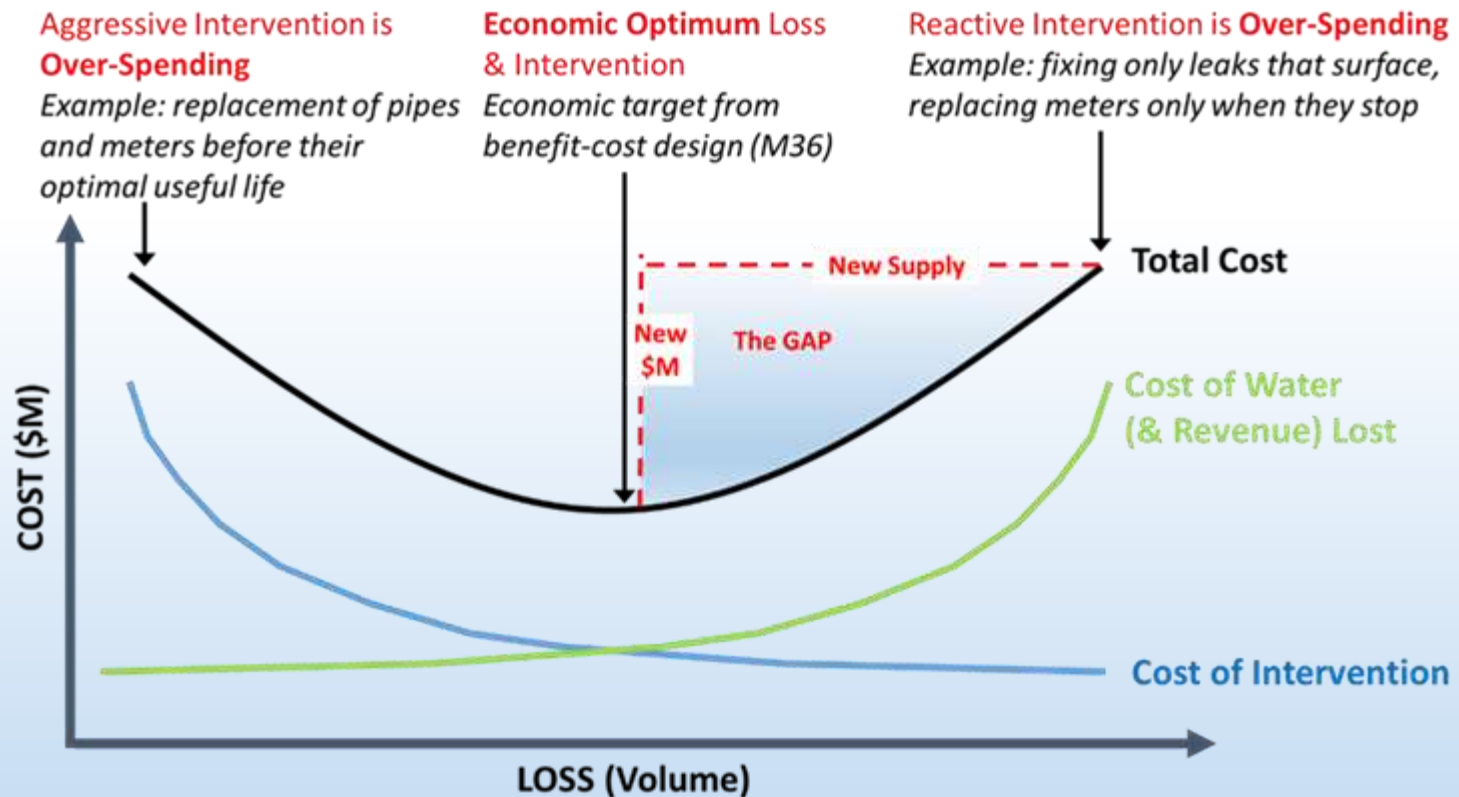 Aggressive Intervention is
Over-Spending
Example: replacement of pipes
and meters before their
optimal useful life
Economic Optimum Loss
& Intervention
Economic target from
benefit-cost design (M36)
Reactive Intervention is Over-Spending
Example: fixing only leaks that surface,
replacing meters only when they stop
New Supply
Total Cost
New
$M
The GAP
Cost of Water
(& Revenue) Lost
Cost of Intervention
COST ($M)
LOSS (Volume)